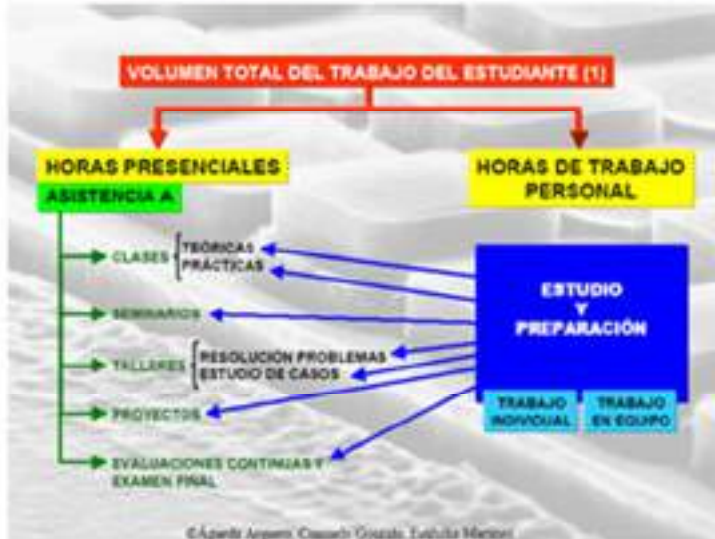 VOLUMEN TOTAL DEL TRABAJO DEL ESTUDIANTE (1)
HORAS PRESENCIALES
ASISTENCIA A
HORAS DE TRABAJO
PERSONAL
CLASES
TEÓRICAS
PRÁCTICAS
SEMINARIOS
TALLERES
RESOLUCIÓN PROBLEMAS
ESTUDIO DE CASOS
PROYECTOS
EVALUACIONES CONTINUAS Y
EXAMEN FINAL
ESTUDIO
Y
PREPARACIÓN
TRABAJO
INDIVIDUAL
TRABAJO
EN EQUIPO